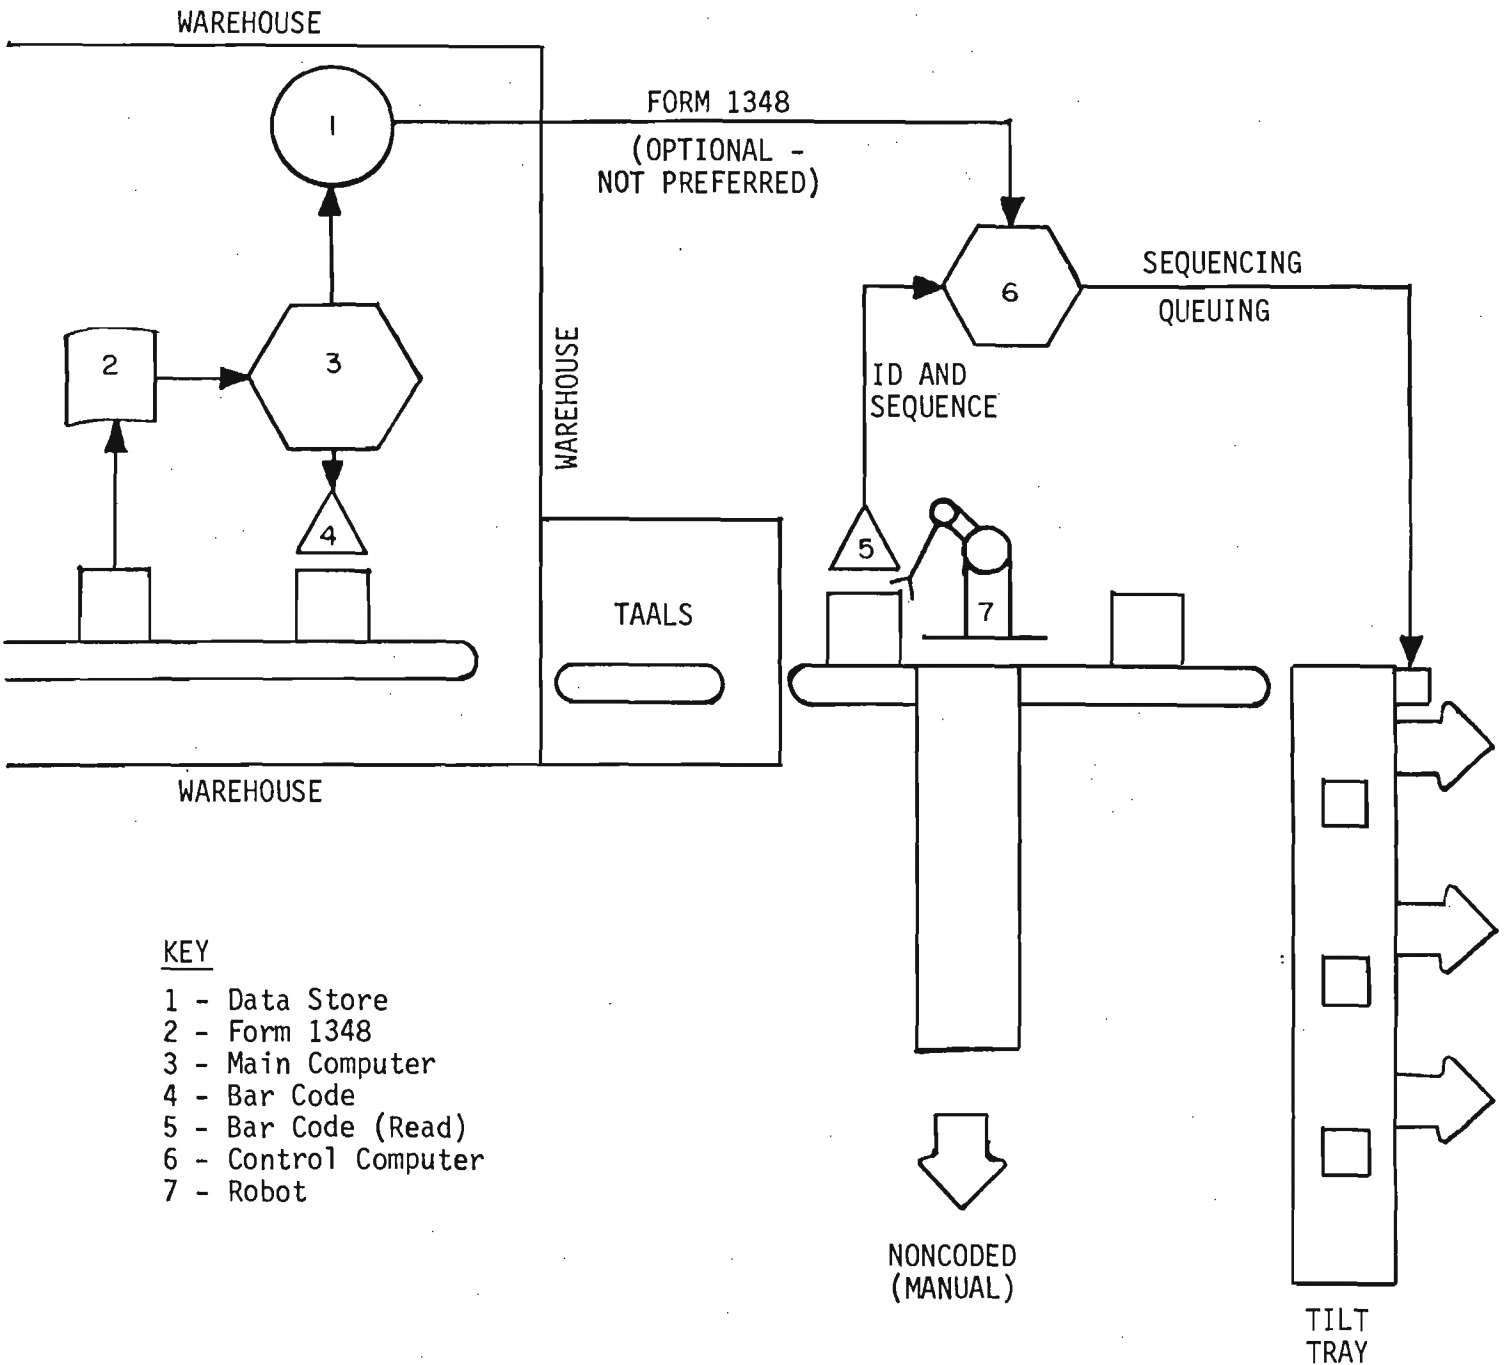 WAREHOUSE
1
FORM 1348
(OPTIONAL -
NOT PREFERRED)
6
SEQUENCING
QUEUING
2
3
WAREHOUSE
ID AND
SEQUENCE
4
5
7
TAALS
WAREHOUSE
KEY
1 - Data Store
2 - Form 1348
3 - Main Computer
4 - Bar Code
5 - Bar Code (Read)
6 - Control Computer
7 - Robot
NONCODED
(MANUAL)
TILT
TRAY